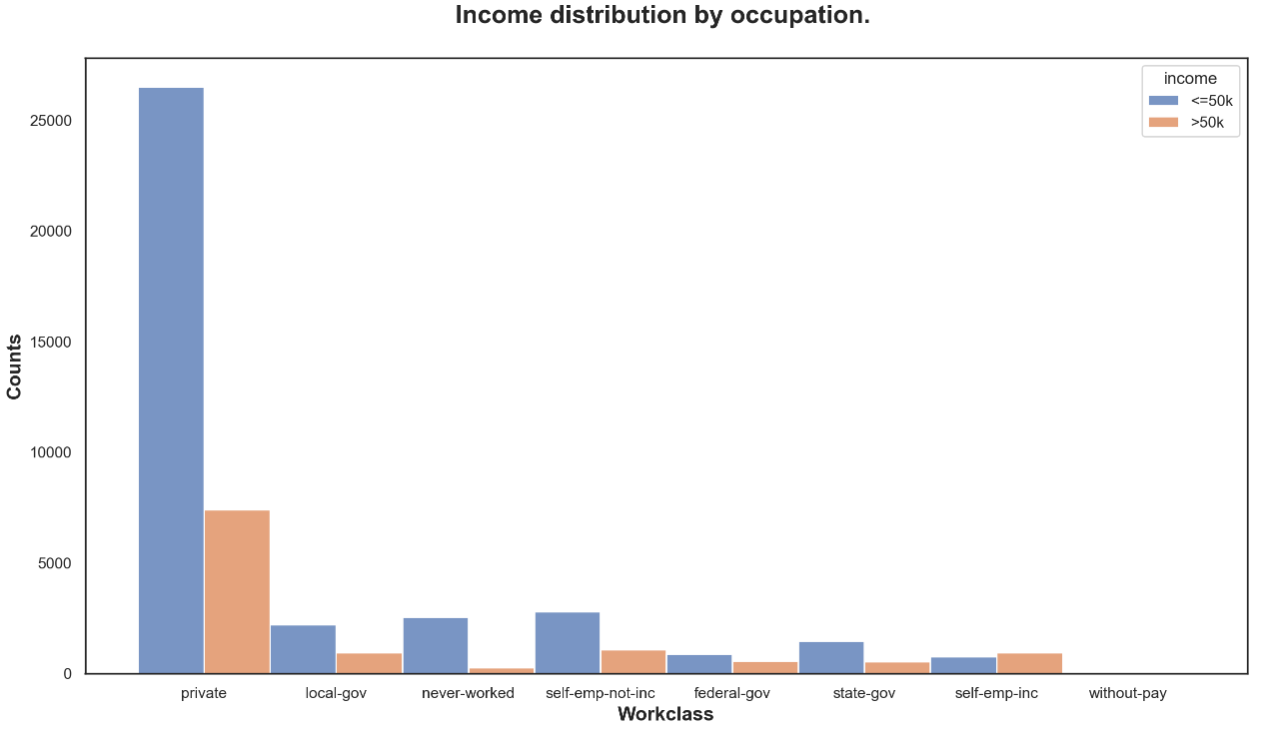 Income distribution by occupation.
income
<=50k
>50k
25000
20000
15000
10000
5000
0
Counts
private local-gov never-worked self-emp-not-inc federal-gov state-gov self-emp-inc without-pay
Workclass